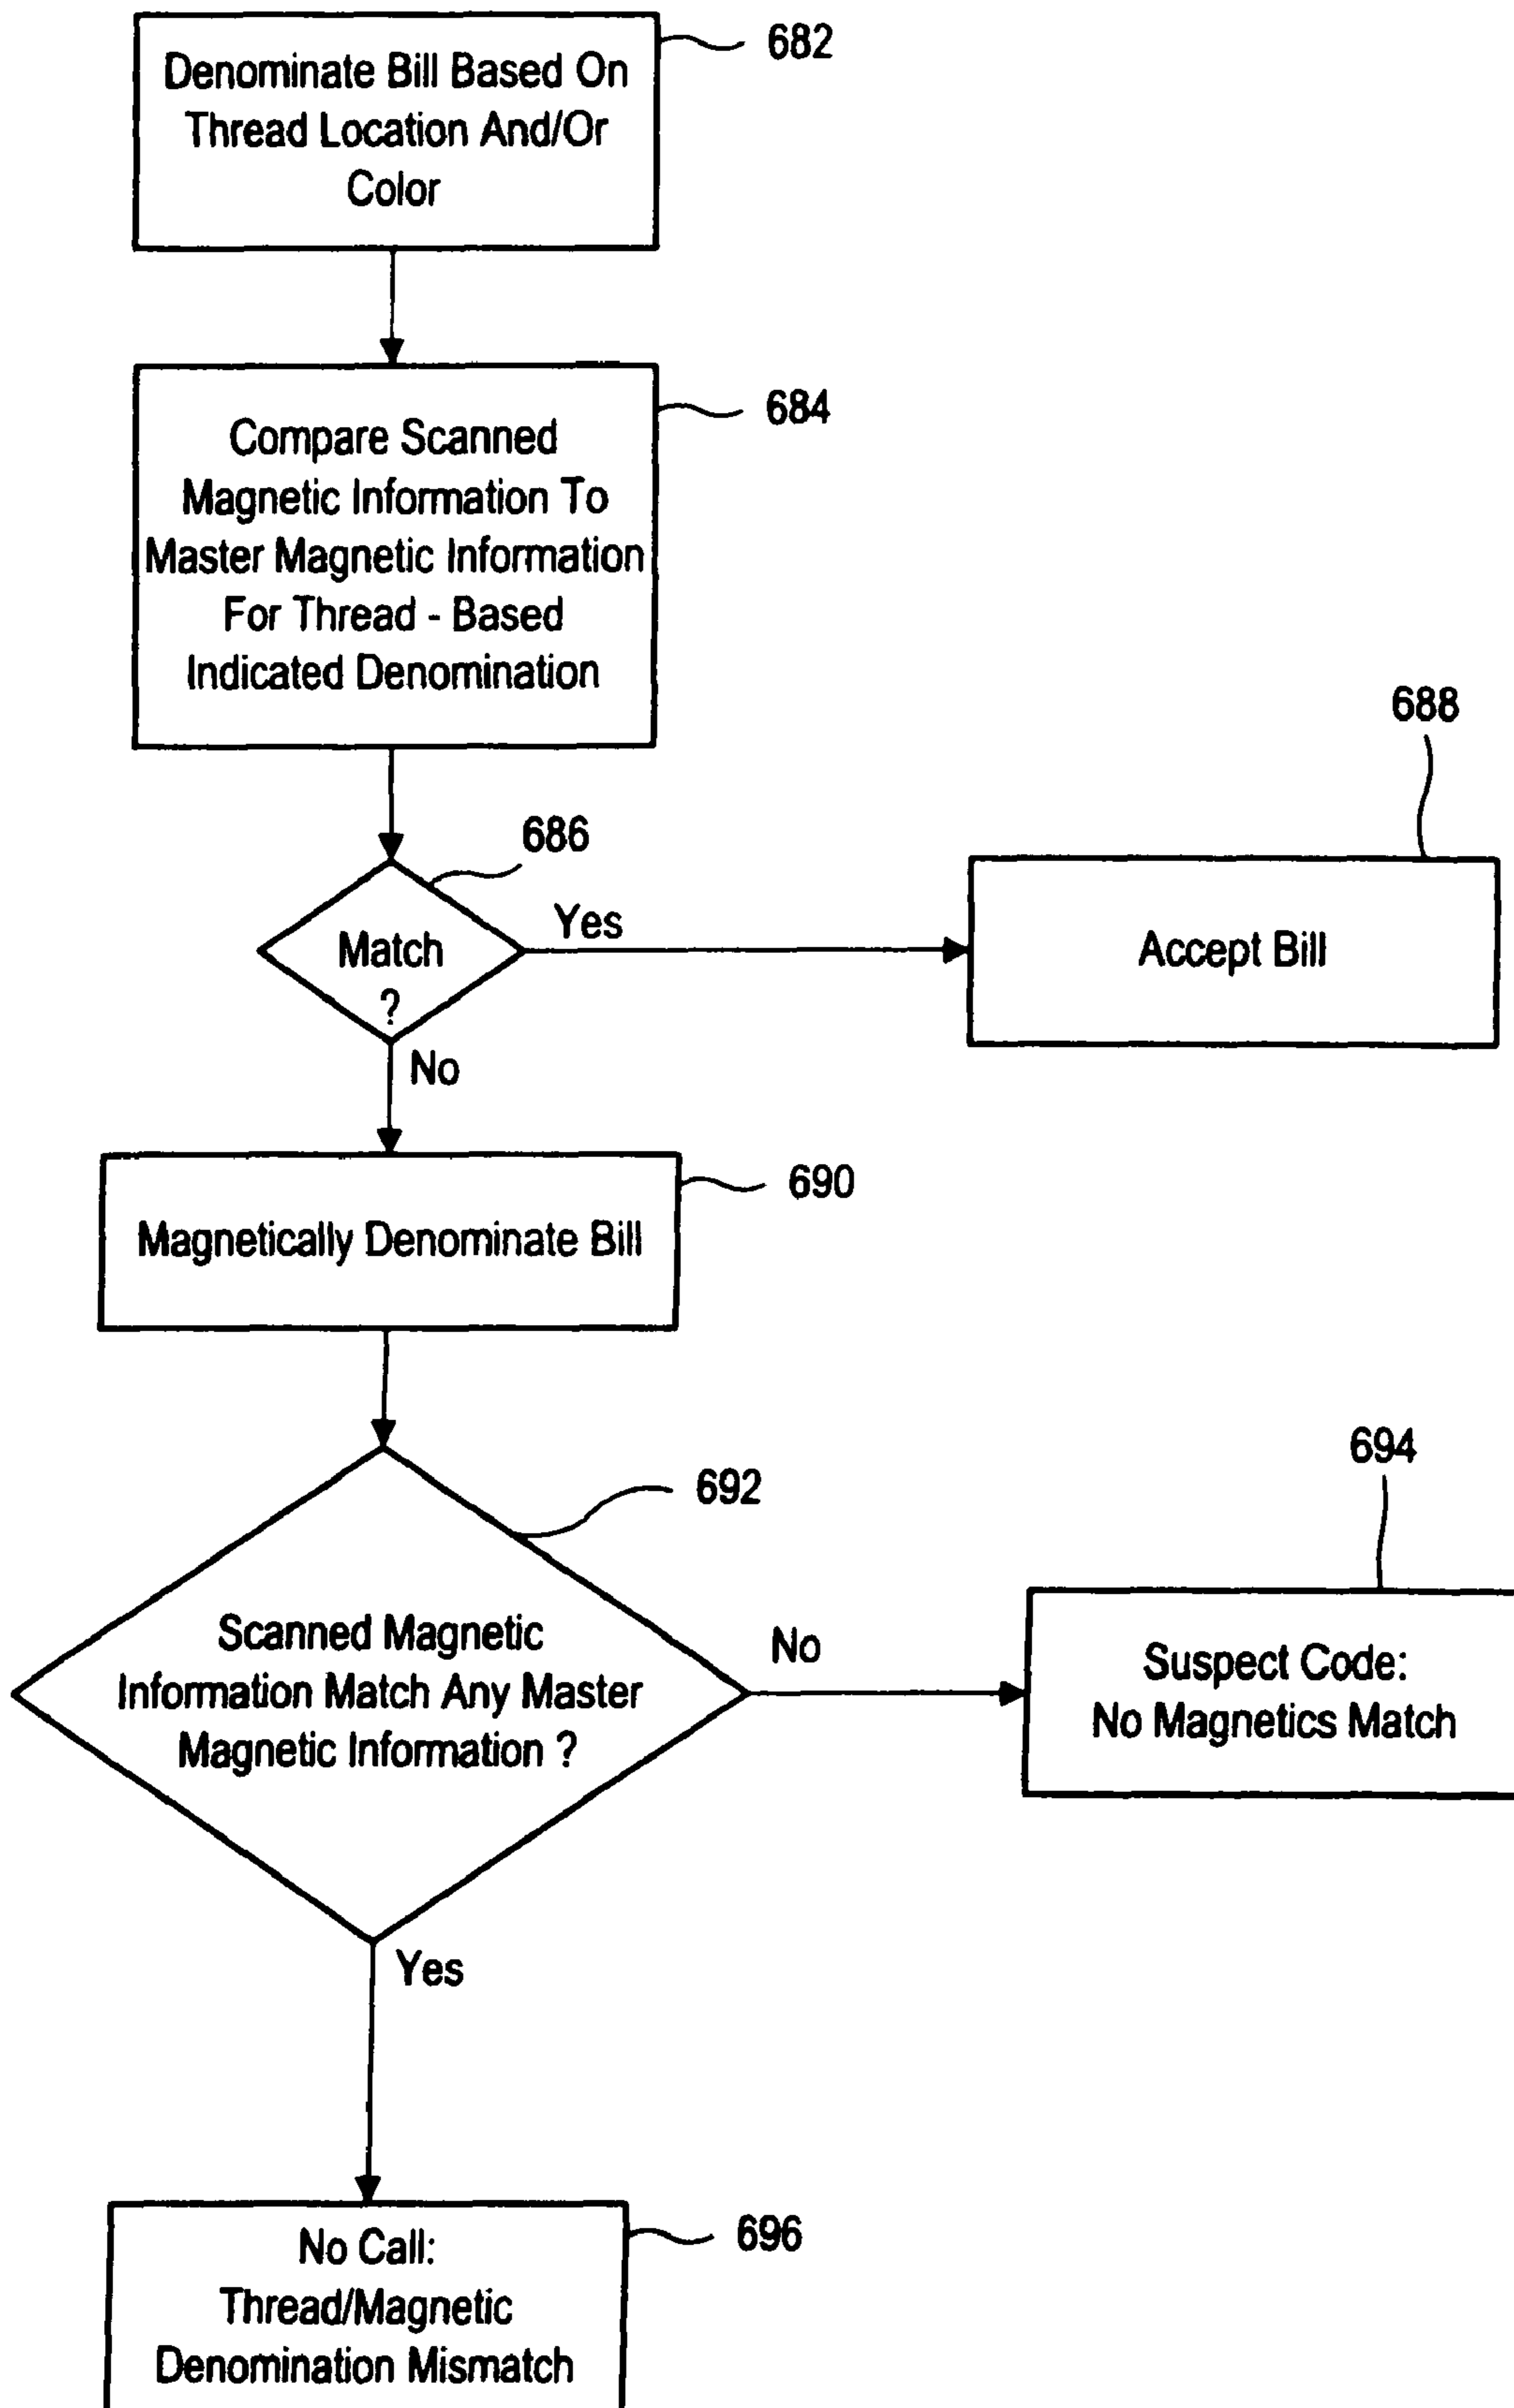 682
Denominate Bill Based On
Thread Location And/Or
Color
684
Compare Scanned
Magnetic Information To
Master Magnetic Information
For Thread - Based
Indicated Denomination
688
686
Match
?
Yes
Accept Bill
No
690
Magnetically Denominate Bill
692
694
Scanned Magnetic
Information Match Any Master
Magnetic Information ?
No
Suspect Code:
No Magnetics Match
Yes
696
No Call:
Thread/Magnetic
Denomination Mismatch